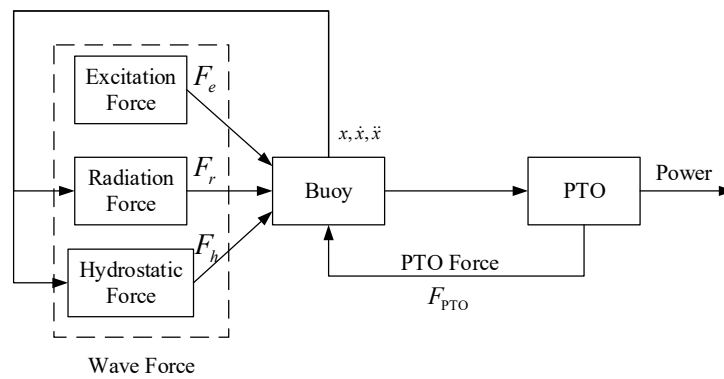 Excitation
Force
F_e
x, ẋ, ẍ
Radiation
Force
F_r
Buoy
PTO
Power
Hydrostatic
Force
F_h
PTO Force
F_PTO
Wave Force